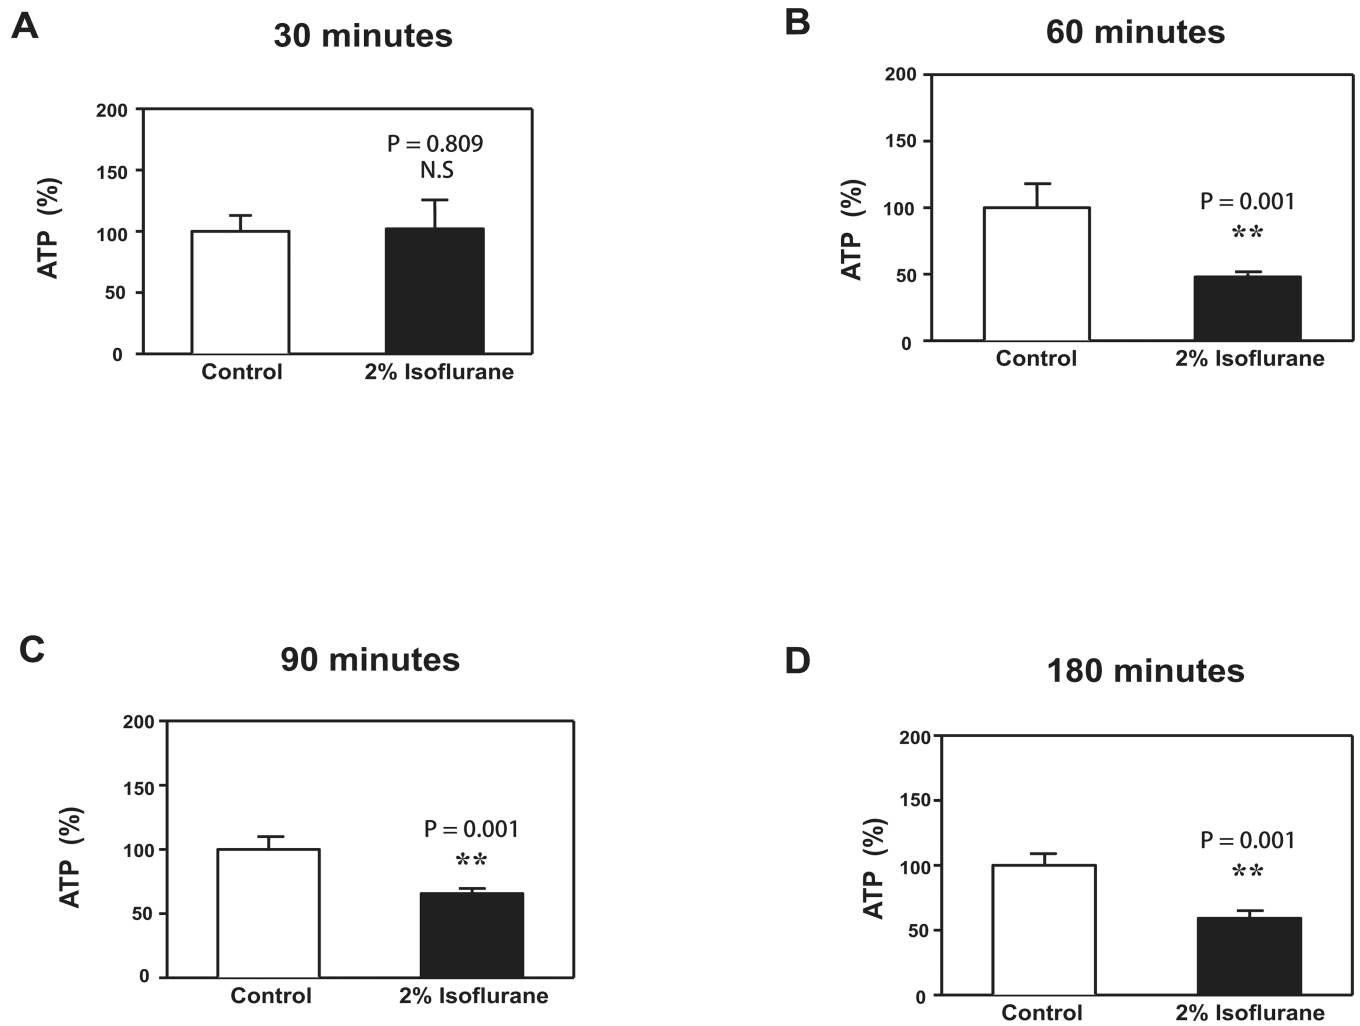 A
30 minutes
200
150
100
50
0
ATP (%)
P = 0.809
N.S
Control
2% Isoflurane
B
60 minutes
200
150
100
50
0
ATP (%)
P = 0.001
**
Control
2% Isoflurane
C
90 minutes
200
150
100
50
0
ATP (%)
P = 0.001
**
Control
2% Isoflurane
D
180 minutes
200
150
100
50
0
ATP (%)
P = 0.001
**
Control
2% Isoflurane